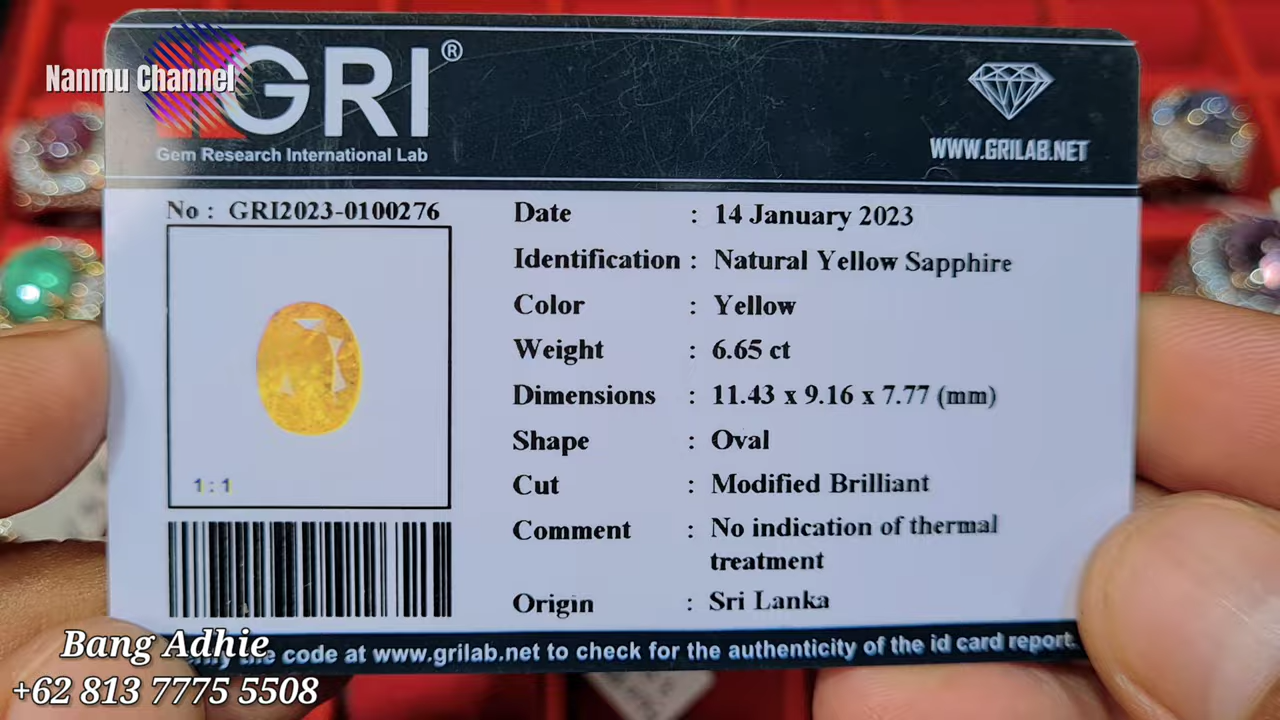 Nanmu Channel
GRI®
Gem Research International Lab
WWW.GRILAB.NET
No : GRI2023-0100276
1 : 1
Date : 14 January 2023
Identification : Natural Yellow Sapphire
Color : Yellow
Weight : 6.65 ct
Dimensions : 11.43 x 9.16 x 7.77 (mm)
Shape : Oval
Cut : Modified Brilliant
Comment : No indication of thermal
treatment
Origin : Sri Lanka
the code at www.grilab.net to check for the authenticity of the id card report.
Bang Adhie
+62 813 7775 5508